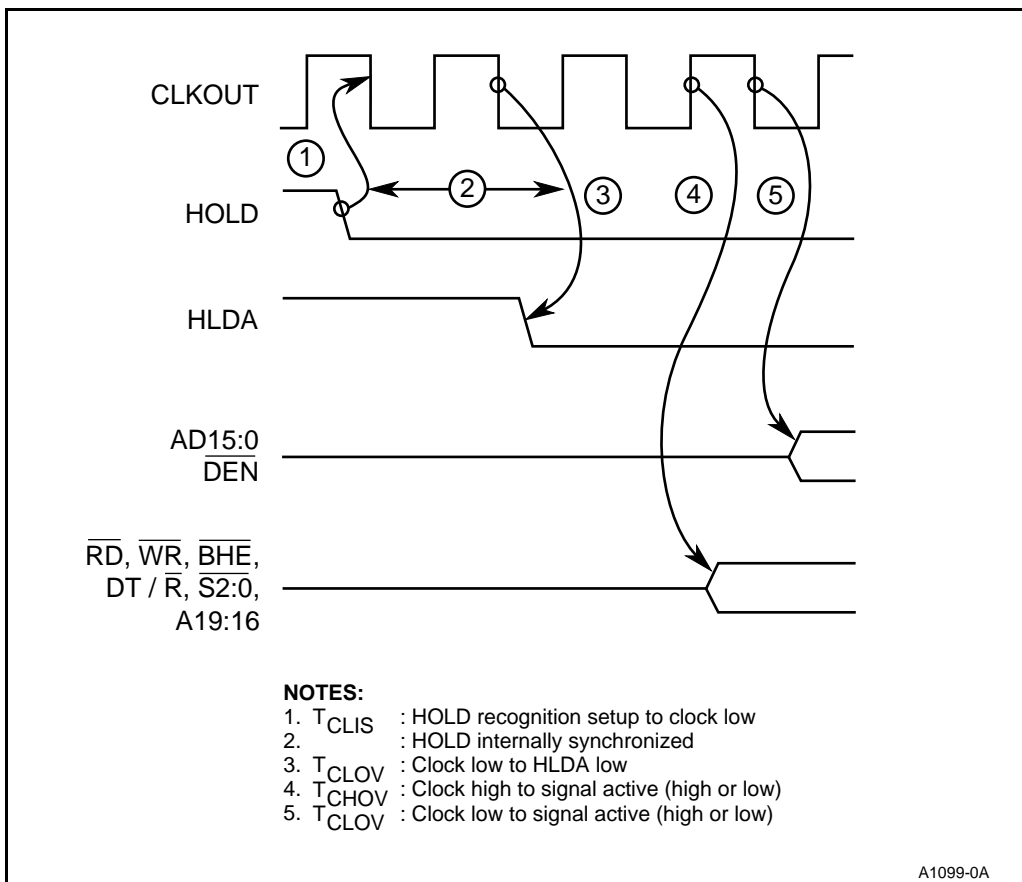 CLKOUT
1
2
3
4
5
HOLD
HLDA
AD15:0
DEN
RD, WR, BHE,
DT / R, S2:0,
A19:16
NOTES:
1. TCLIS : HOLD recognition setup to clock low
2. : HOLD internally synchronized
3. TCLOV : Clock low to HLDA low
4. TCHOV : Clock high to signal active (high or low)
5. TCLOV : Clock low to signal active (high or low)
A1099-0A